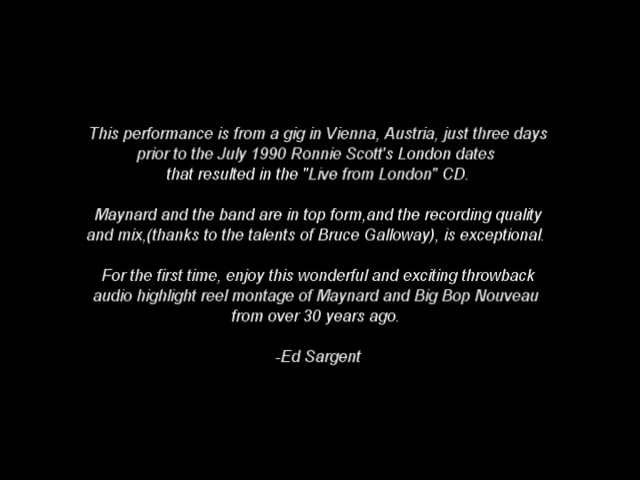 This performance is from a gig in Vienna, Austria, just three days
prior to the July 1990 Ronnie Scott's London dates
that resulted in the "Live from London" CD.
Maynard and the band are in top form,and the recording quality
and mix,(thanks to the talents of Bruce Galloway), is exceptional.
For the first time, enjoy this wonderful and exciting throwback
audio highlight reel montage of Maynard and Big Bop Nouveau
from over 30 years ago.
-Ed Sargent